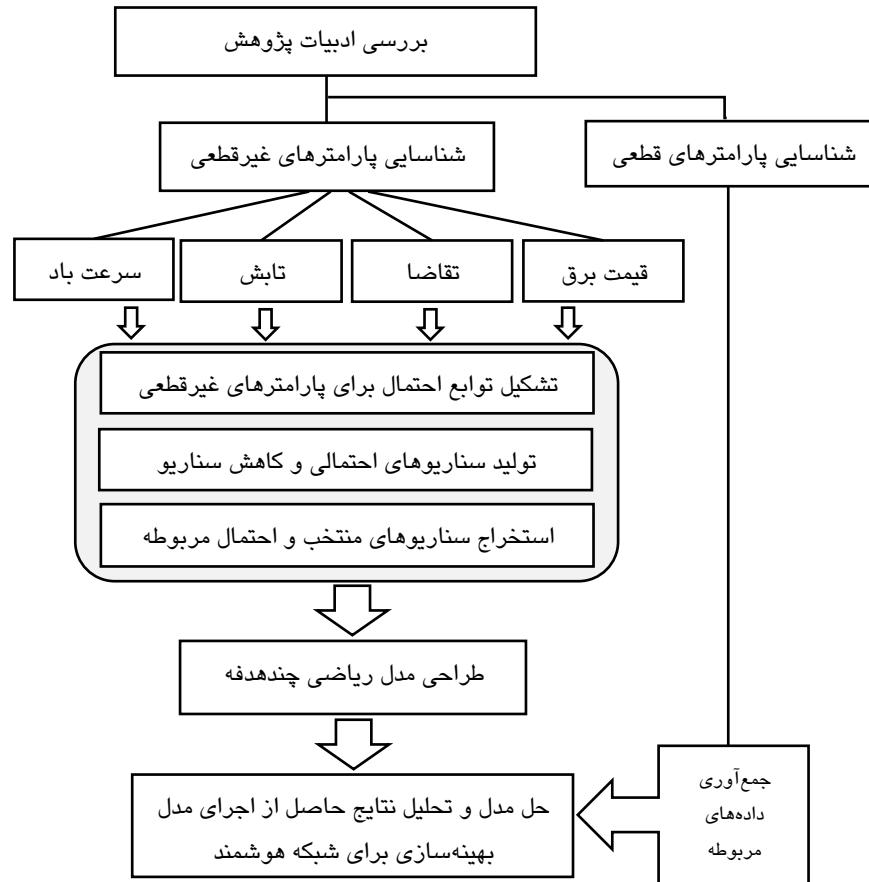 بررسی ادبیات پژوهش
شناسایی پارامترهای قطعی
شناسایی پارامترهای غیرقطعی
قیمت برق
تقاضا
تابش
سرعت باد
تشکیل توابع احتمال برای پارامترهای غیرقطعی
تولید سناریوهای احتمالی و کاهش سناریو
استخراج سناریوهای منتخب و احتمال مربوطه
طراحی مدل ریاضی چندهدفه
جمع‌آوری
داده‌های
مربوطه
حل مدل و تحلیل نتایج حاصل از اجرای مدل
بهینه‌سازی برای شبکه هوشمند